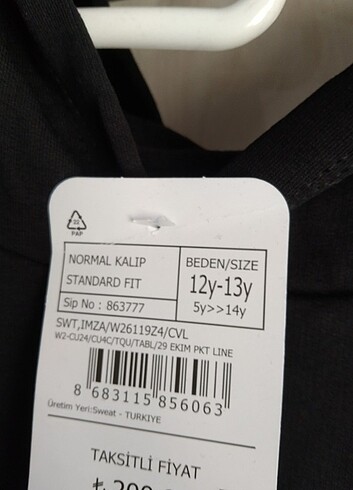 22
PAP
NORMAL KALIP
STANDARD FIT
Sip No : 863777
BEDEN/SIZE
12y-13y
5y>>14y
SWT,IMZA/W26119Z4/CVL
W2-CU24/CU4C/TQU/TABL/29 EKIM PKT LINE
8 683115 856063
Üretim Yeri:Sweat - TURKIYE
TAKSİTLİ FİYAT